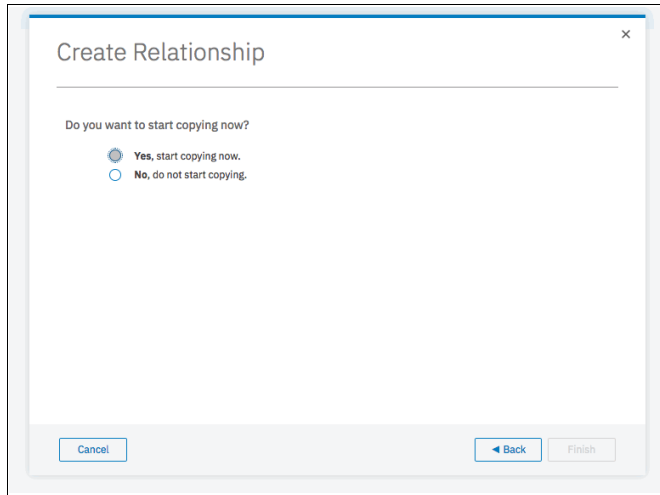 Create Relationship
Do you want to start copying now?
Yes, start copying now.
No, do not start copying.
Cancel
◄ Back
Finish